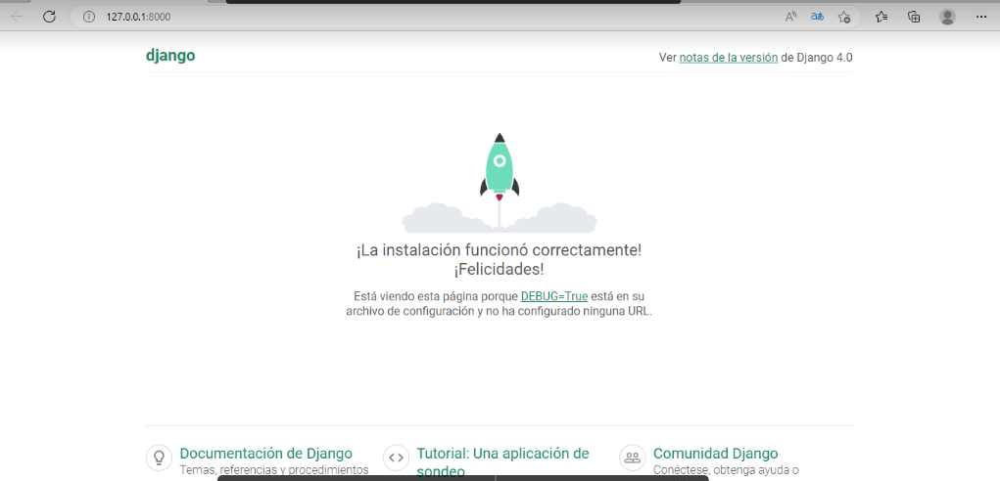 127.0.0.1:8000
django
Ver notas de la versión de Django 4.0
¡La instalación funcionó correctamente!
¡Felicidades!
Está viendo esta página porque DEBUG=True está en su
archivo de configuración y no ha configurado ninguna URL.
Documentación de Django
Temas, referencias y procedimientos
Tutorial: Una aplicación de
sondeo
Comunidad Django
Conéctese, obtenga ayuda o